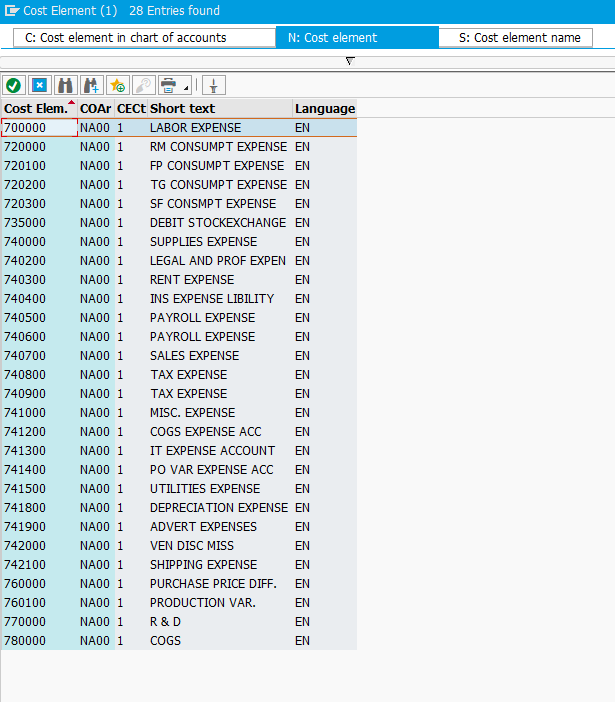 Cost Element (1) 28 Entries found
C: Cost element in chart of accounts N: Cost element S: Cost element name
Cost Elem. COAr CECt Short text Language
700000 NA00 1 LABOR EXPENSE EN
720000 NA00 1 RM CONSUMPT EXPENSE EN
720100 NA00 1 FP CONSUMPT EXPENSE EN
720200 NA00 1 TG CONSUMPT EXPENSE EN
720300 NA00 1 SF CONSMPT EXPENSE EN
735000 NA00 1 DEBIT STOCKEXCHANGE EN
740000 NA00 1 SUPPLIES EXPENSE EN
740200 NA00 1 LEGAL AND PROF EXPEN EN
740300 NA00 1 RENT EXPENSE EN
740400 NA00 1 INS EXPENSE LIBILITY EN
740500 NA00 1 PAYROLL EXPENSE EN
740600 NA00 1 PAYROLL EXPENSE EN
740700 NA00 1 SALES EXPENSE EN
740800 NA00 1 TAX EXPENSE EN
740900 NA00 1 TAX EXPENSE EN
741000 NA00 1 MISC. EXPENSE EN
741200 NA00 1 COGS EXPENSE ACC EN
741300 NA00 1 IT EXPENSE ACCOUNT EN
741400 NA00 1 PO VAR EXPENSE ACC EN
741500 NA00 1 UTILITIES EXPENSE EN
741800 NA00 1 DEPRECIATION EXPENSE EN
741900 NA00 1 ADVERT EXPENSES EN
742000 NA00 1 VEN DISC MISS EN
742100 NA00 1 SHIPPING EXPENSE EN
760000 NA00 1 PURCHASE PRICE DIFF. EN
760100 NA00 1 PRODUCTION VAR. EN
770000 NA00 1 R & D EN
780000 NA00 1 COGS EN